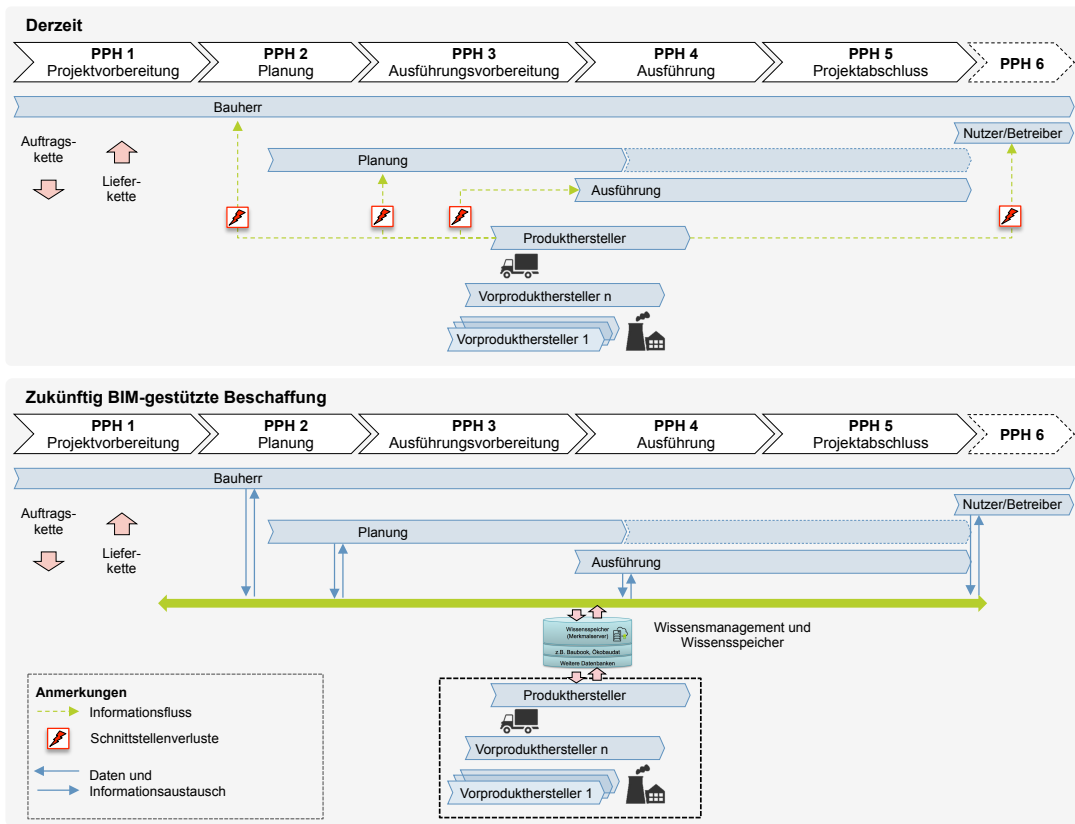 Derzeit
PPH 1
Projektvorbereitung
PPH 2
Planung
PPH 3
Ausführungsvorbereitung
PPH 4
Ausführung
PPH 5
Projektabschluss
PPH 6
Bauherr
Nutzer/Betreiber
Auftrags-
kette
Liefer-
kette
Planung
Ausführung
Produkthersteller
Vorprodukthersteller n
Vorprodukthersteller 1
Zukünftig BIM-gestützte Beschaffung
PPH 1
Projektvorbereitung
PPH 2
Planung
PPH 3
Ausführungsvorbereitung
PPH 4
Ausführung
PPH 5
Projektabschluss
PPH 6
Bauherr
Nutzer/Betreiber
Auftrags-
kette
Liefer-
kette
Planung
Ausführung
Wissensmanagement und
Wissensspeicher
Wissensspeicher
(Merkmalserver)
z.B. Baubook, Ökobaudat
Weitere Datenbanken
Produkthersteller
Vorprodukthersteller n
Vorprodukthersteller 1
Anmerkungen
Informationsfluss
Schnittstellenverluste
Daten und
Informationsaustausch